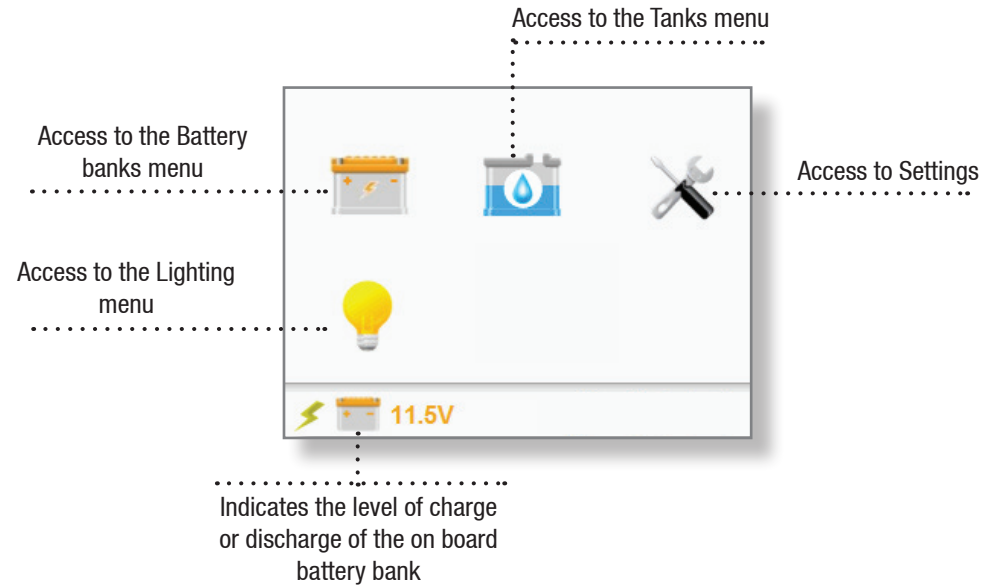 Access to the Tanks menu
Access to the Battery
banks menu
Access to Settings
Access to the Lighting
menu
11.5V
Indicates the level of charge
or discharge of the on board
battery bank